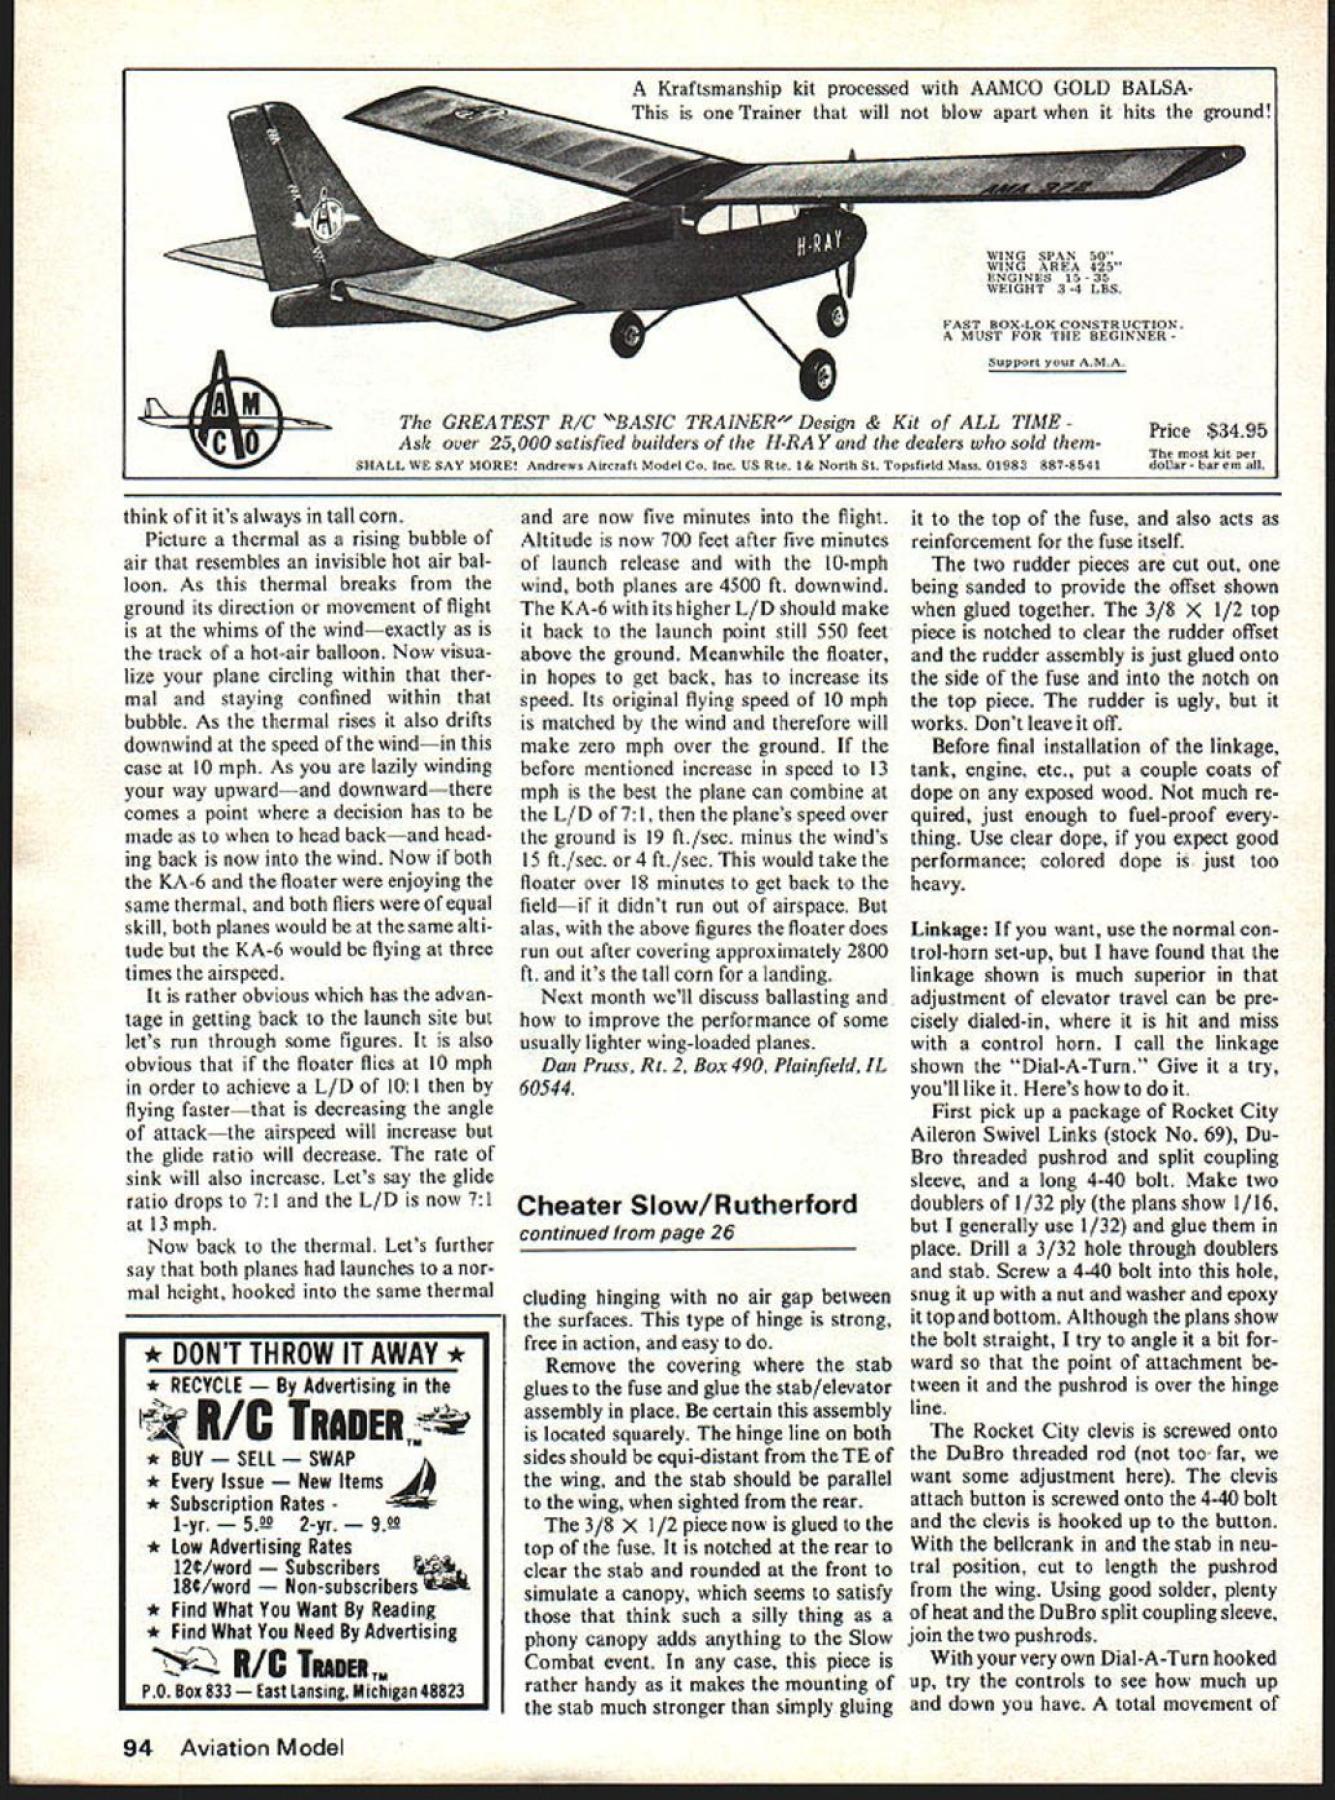 A Kraftsmanship kit processed with AAMCO GOLD BALSA-
This is one Trainer that will not blow apart when it hits the ground!
AMA 378
H-RAY
WING SPAN 50"
WING AREA 425"
ENGINES 15-35
WEIGHT 3-4 LBS.
FAST BOX-LOK CONSTRUCTION.
A MUST FOR THE BEGINNER -
Support your A.M.A.
A M
C O
The GREATEST R/C "BASIC TRAINER" Design & Kit of ALL TIME -
Ask over 25,000 satisfied builders of the H-RAY and the dealers who sold them-
SHALL WE SAY MORE! Andrews Aircraft Model Co. Inc. US Rte. 1 & North St. Topsfield Mass. 01983 887-8541
Price $34.95
The most kit per
dollar - bar em all.
think of it it's always in tall corn.
Picture a thermal as a rising bubble of
air that resembles an invisible hot air bal-
loon. As this thermal breaks from the
ground its direction or movement of flight
is at the whims of the wind—exactly as is
the track of a hot-air balloon. Now visua-
lize your plane circling within that ther-
mal and staying confined within that
bubble. As the thermal rises it also drifts
downwind at the speed of the wind—in this
case at 10 mph. As you are lazily winding
your way upward—and downward—there
comes a point where a decision has to be
made as to when to head back—and head-
ing back is now into the wind. Now if both
the KA-6 and the floater were enjoying the
same thermal, and both fliers were of equal
skill, both planes would be at the same alti-
tude but the KA-6 would be flying at three
times the airspeed.
It is rather obvious which has the advan-
tage in getting back to the launch site but
let's run through some figures. It is also
obvious that if the floater flies at 10 mph
in order to achieve a L/D of 10:1 then by
flying faster—that is decreasing the angle
of attack—the airspeed will increase but
the glide ratio will decrease. The rate of
sink will also increase. Let's say the glide
ratio drops to 7:1 and the L/D is now 7:1
at 13 mph.
Now back to the thermal. Let's further
say that both planes had launches to a nor-
mal height, hooked into the same thermal
★ DON'T THROW IT AWAY ★
★ RECYCLE — By Advertising in the
R/C TRADER™
★ BUY — SELL — SWAP
★ Every Issue — New Items
★ Subscription Rates -
1-yr. — 5.00 2-yr. — 9.00
★ Low Advertising Rates
12¢/word — Subscribers
18¢/word — Non-subscribers
★ Find What You Want By Reading
★ Find What You Need By Advertising
R/C TRADER™
P.O. Box 833 — East Lansing, Michigan 48823
and are now five minutes into the flight.
Altitude is now 700 feet after five minutes
of launch release and with the 10-mph
wind, both planes are 4500 ft. downwind.
The KA-6 with its higher L/D should make
it back to the launch point still 550 feet
above the ground. Meanwhile the floater,
in hopes to get back, has to increase its
speed. Its original flying speed of 10 mph
is matched by the wind and therefore will
make zero mph over the ground. If the
before mentioned increase in speed to 13
mph is the best the plane can combine at
the L/D of 7:1, then the plane's speed over
the ground is 19 ft./sec. minus the wind's
15 ft./sec. or 4 ft./sec. This would take the
floater over 18 minutes to get back to the
field—if it didn't run out of airspace. But
alas, with the above figures the floater does
run out after covering approximately 2800
ft. and it's the tall corn for a landing.
Next month we'll discuss ballasting and
how to improve the performance of some
usually lighter wing-loaded planes.
Dan Pruss, Rt. 2, Box 490, Plainfield, IL
60544.
Cheater Slow/Rutherford
continued from page 26
cluding hinging with no air gap between
the surfaces. This type of hinge is strong,
free in action, and easy to do.
Remove the covering where the stab
glues to the fuse and glue the stab/elevator
assembly in place. Be certain this assembly
is located squarely. The hinge line on both
sides should be equi-distant from the TE of
the wing, and the stab should be parallel
to the wing, when sighted from the rear.
The 3/8 X 1/2 piece now is glued to the
top of the fuse. It is notched at the rear to
clear the stab and rounded at the front to
simulate a canopy, which seems to satisfy
those that think such a silly thing as a
phony canopy adds anything to the Slow
Combat event. In any case, this piece is
rather handy as it makes the mounting of
the stab much stronger than simply gluing
it to the top of the fuse, and also acts as
reinforcement for the fuse itself.
The two rudder pieces are cut out, one
being sanded to provide the offset shown
when glued together. The 3/8 X 1/2 top
piece is notched to clear the rudder offset
and the rudder assembly is just glued onto
the side of the fuse and into the notch on
the top piece. The rudder is ugly, but it
works. Don't leave it off.
Before final installation of the linkage,
tank, engine, etc., put a couple coats of
dope on any exposed wood. Not much re-
quired, just enough to fuel-proof every-
thing. Use clear dope, if you expect good
performance; colored dope is just too
heavy.
Linkage: If you want, use the normal con-
trol-horn set-up, but I have found that the
linkage shown is much superior in that
adjustment of elevator travel can be pre-
cisely dialed-in, where it is hit and miss
with a control horn. I call the linkage
shown the "Dial-A-Turn." Give it a try,
you'll like it. Here's how to do it.
First pick up a package of Rocket City
Aileron Swivel Links (stock No. 69), Du-
Bro threaded pushrod and split coupling
sleeve, and a long 4-40 bolt. Make two
doublers of 1/32 ply (the plans show 1/16,
but I generally use 1/32) and glue them in
place. Drill a 3/32 hole through doublers
and stab. Screw a 4-40 bolt into this hole,
snug it up with a nut and washer and epoxy
it top and bottom. Although the plans show
the bolt straight, I try to angle it a bit for-
ward so that the point of attachment be-
tween it and the pushrod is over the hinge
line.
The Rocket City clevis is screwed onto
the DuBro threaded rod (not too far, we
want some adjustment here). The clevis
attach button is screwed onto the 4-40 bolt
and the clevis is hooked up to the button.
With the bellcrank in and the stab in neu-
tral position, cut to length the pushrod
from the wing. Using good solder, plenty
of heat and the DuBro split coupling sleeve,
join the two pushrods.
With your very own Dial-A-Turn hooked
up, try the controls to see how much up
and down you have. A total movement of
94 Aviation Model